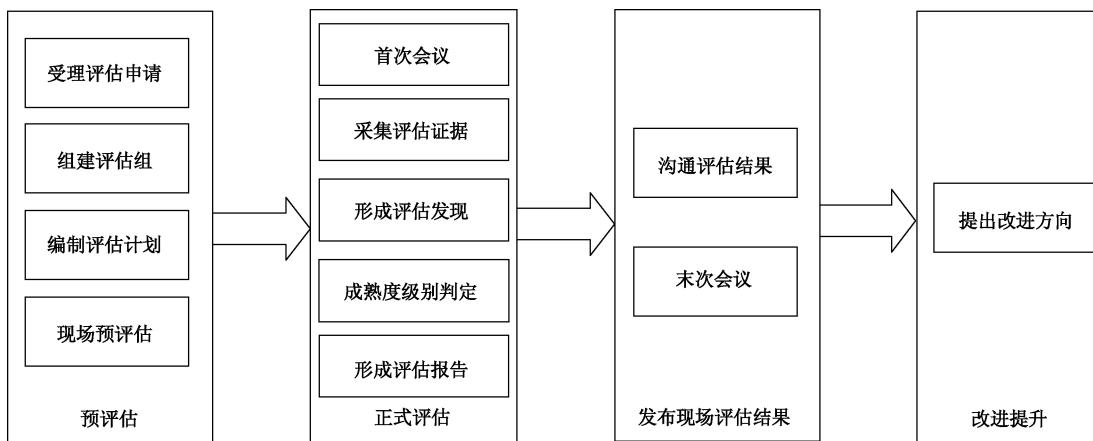 受理评估申请
组建评估组
编制评估计划
现场预评估
预评估
首次会议
采集评估证据
形成评估发现
成熟度级别判定
形成评估报告
正式评估
沟通评估结果
末次会议
发布现场评估结果
提出改进方向
改进提升